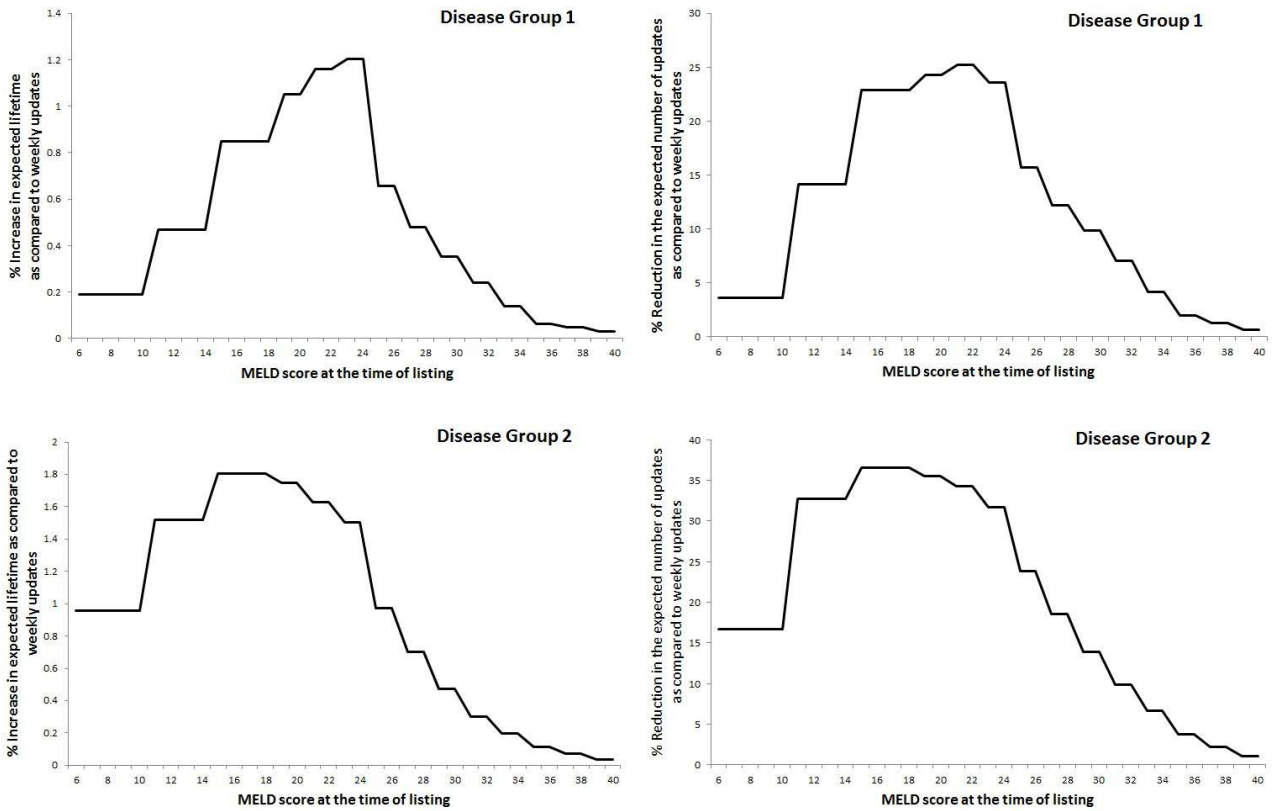 Disease Group 1
% Increase in expected lifetime
as compared to weekly updates
1.4
1.2
1
0.8
0.6
0.4
0.2
0
6 8 10 12 14 16 18 20 22 24 26 28 30 32 34 36 38 40
MELD score at the time of listing
Disease Group 1
% Reduction in the expected number of updates
as compared to weekly updates
30
25
20
15
10
5
0
6 8 10 12 14 16 18 20 22 24 26 28 30 32 34 36 38 40
MELD score at the time of listing
Disease Group 2
% Increase in expected lifetime as compared to
weekly updates
2
1.8
1.6
1.4
1.2
1
0.8
0.6
0.4
0.2
0
6 8 10 12 14 16 18 20 22 24 26 28 30 32 34 36 38 40
MELD score at the time of listing
Disease Group 2
% Reduction in the expected number of updates
as compared to weekly updates
40
35
30
25
20
15
10
5
0
6 8 10 12 14 16 18 20 22 24 26 28 30 32 34 36 38 40
MELD score at the time of listing